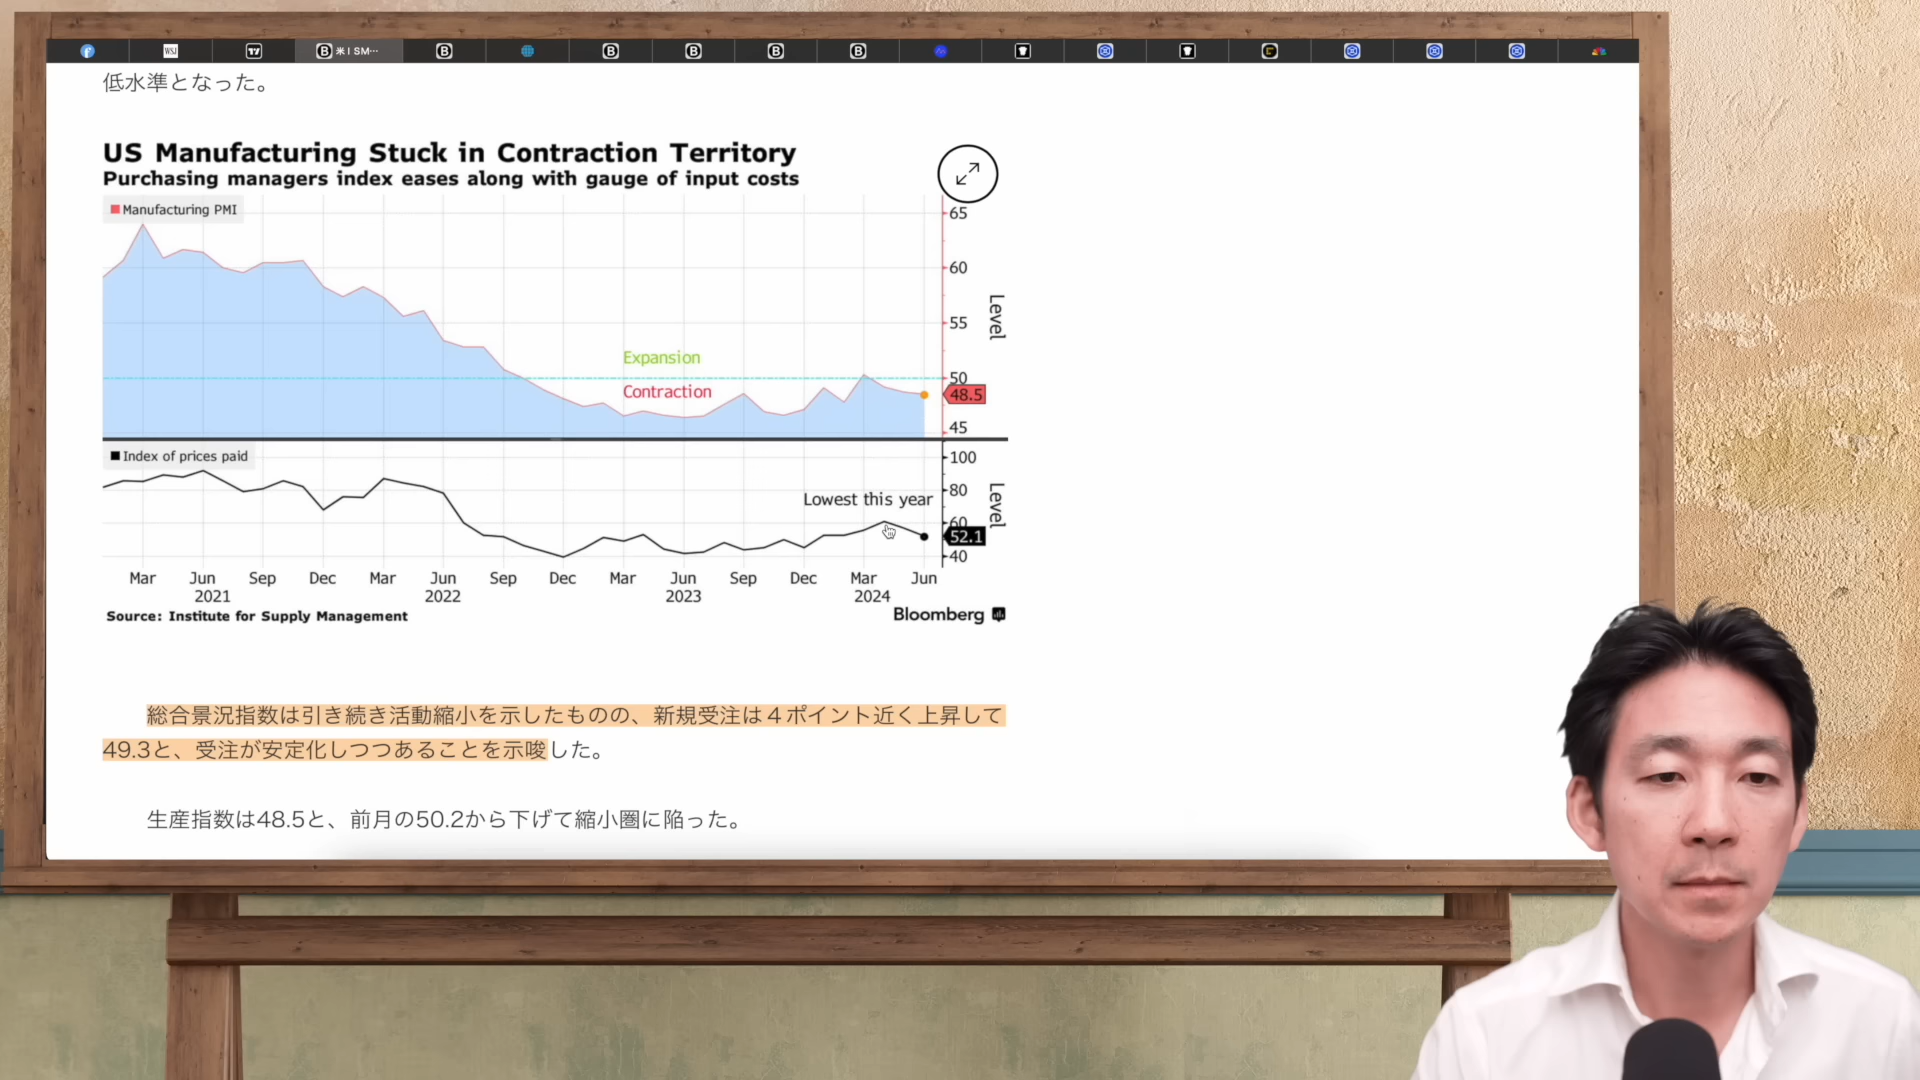 WSJ
米ISM…
低水準となった。
US Manufacturing Stuck in Contraction Territory
Purchasing managers index eases along with gauge of input costs
Manufacturing PMI
65
60
55
50
48.5
45
Level
Expansion
Contraction
Index of prices paid
100
80
60
52.1
40
Level
Lowest this year
Mar Jun Sep Dec Mar Jun Sep Dec Mar Jun Sep Dec Mar Jun
2021 2022 2023 2024
Source: Institute for Supply Management
Bloomberg
総合景況指数は引き続き活動縮小を示したものの、新規受注は４ポイント近く上昇して
49.3と、受注が安定化しつつあることを示唆した。
生産指数は48.5と、前月の50.2から下げて縮小圏に陥った。